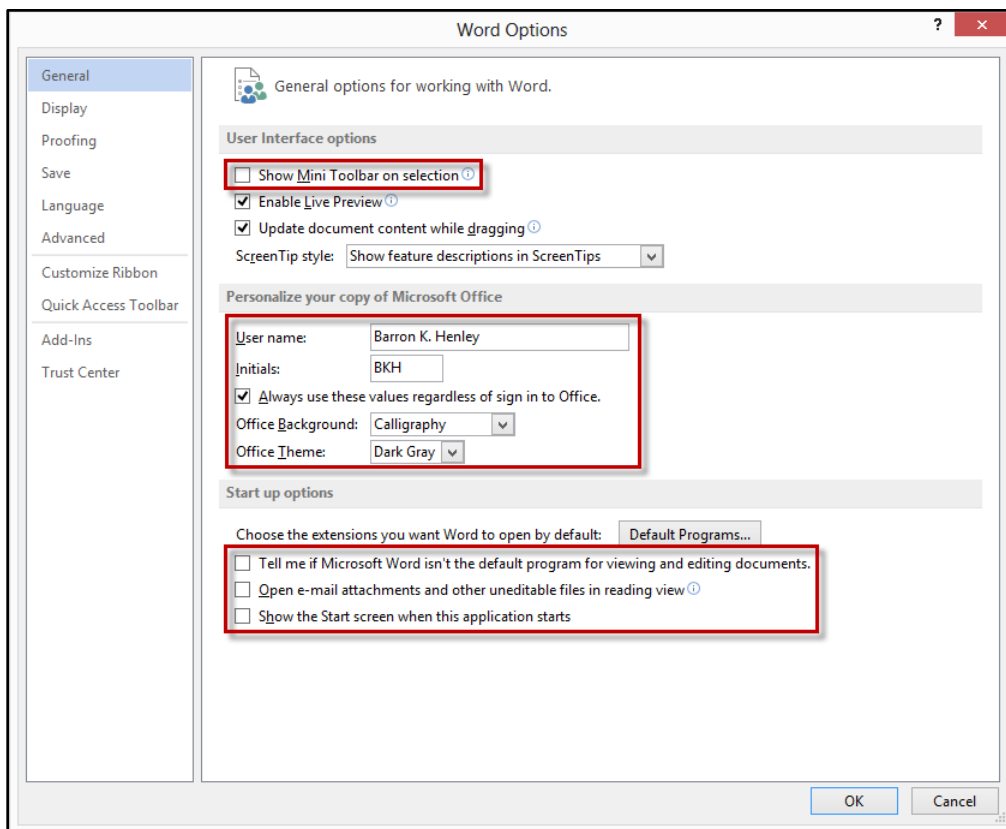 Word Options
?
General
Display
Proofing
Save
Language
Advanced
Customize Ribbon
Quick Access Toolbar
Add-Ins
Trust Center
General options for working with Word.
User Interface options
Show Mini Toolbar on selection
Enable Live Preview
Update document content while dragging
ScreenTip style: Show feature descriptions in ScreenTips
Personalize your copy of Microsoft Office
User name: Barron K. Henley
Initials: BKH
Always use these values regardless of sign in to Office.
Office Background: Calligraphy
Office Theme: Dark Gray
Start up options
Choose the extensions you want Word to open by default: Default Programs...
Tell me if Microsoft Word isn't the default program for viewing and editing documents.
Open e-mail attachments and other uneditable files in reading view
Show the Start screen when this application starts
OK Cancel